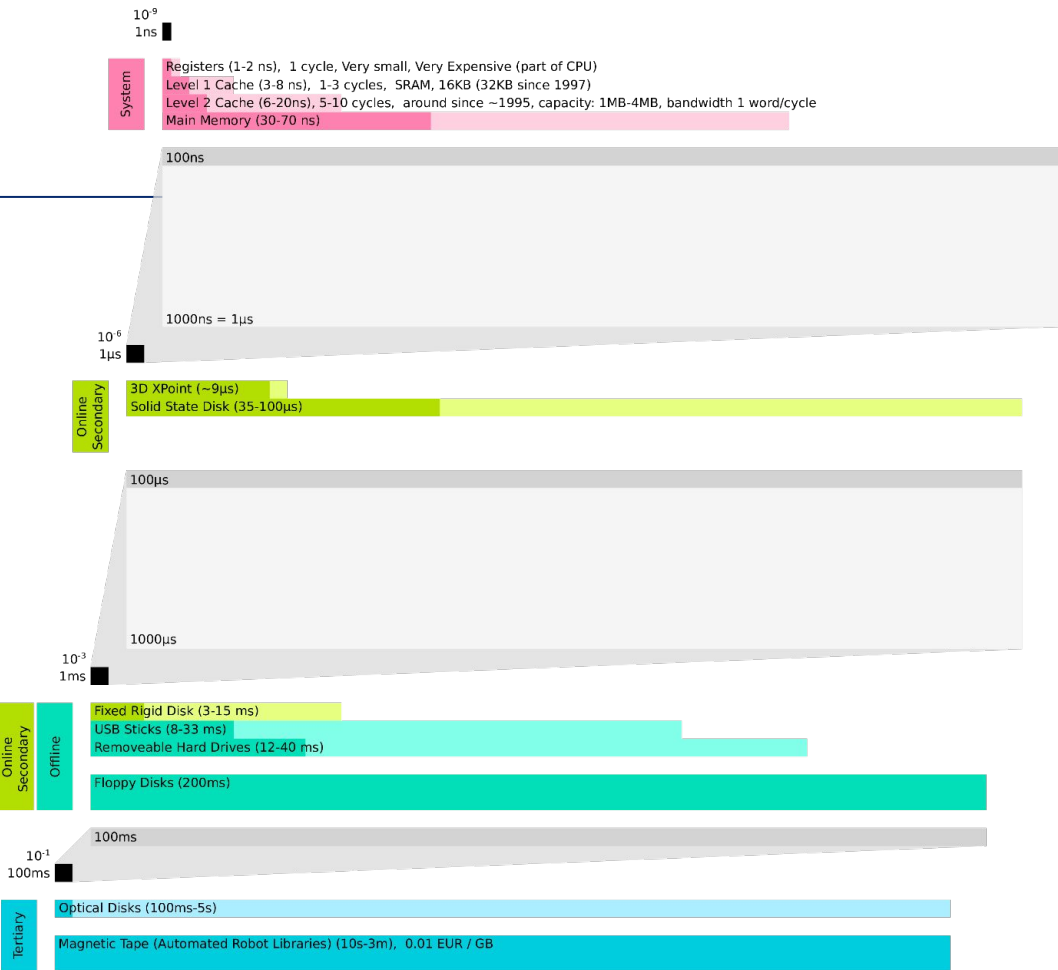 10-9
1ns
System
Registers (1-2 ns), 1 cycle, Very small, Very Expensive (part of CPU)
Level 1 Cache (3-8 ns), 1-3 cycles, SRAM, 16KB (32KB since 1997)
Level 2 Cache (6-20ns), 5-10 cycles, around since ~1995, capacity: 1MB-4MB, bandwidth 1 word/cycle
Main Memory (30-70 ns)
100ns
1000ns = 1µs
10-6
1µs
Online
Secondary
3D XPoint (~9µs)
Solid State Disk (35-100µs)
100µs
1000µs
10-3
1ms
Online
Secondary
Offline
Fixed Rigid Disk (3-15 ms)
USB Sticks (8-33 ms)
Removeable Hard Drives (12-40 ms)
Floppy Disks (200ms)
100ms
10-1
100ms
Tertiary
Optical Disks (100ms-5s)
Magnetic Tape (Automated Robot Libraries) (10s-3m), 0.01 EUR / GB